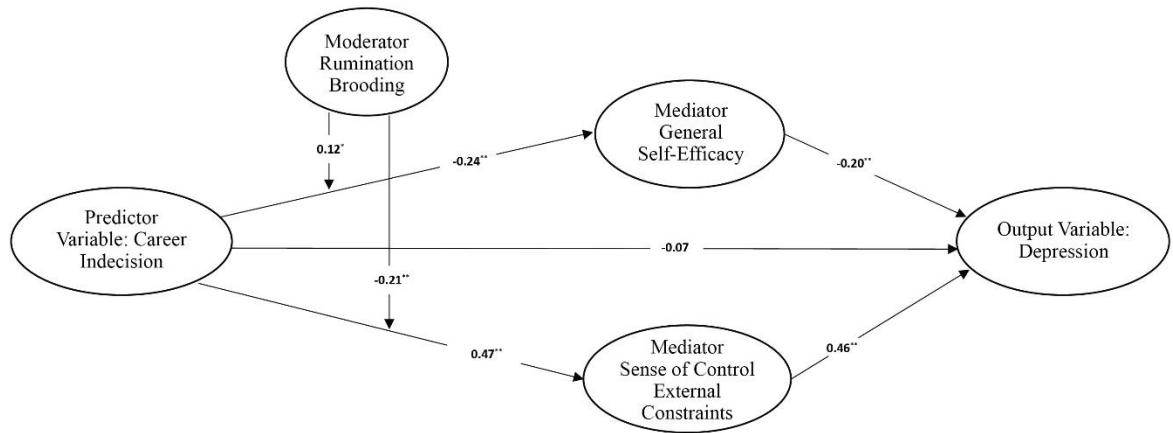 Moderator
Rumination
Brooding
Mediator
General
Self-Efficacy
0.12*
-0.24**
-0.20**
Predictor
Variable: Career
Indecision
Output Variable:
Depression
-0.07
-0.21**
0.47**
Mediator
Sense of Control
External
Constraints
0.46**